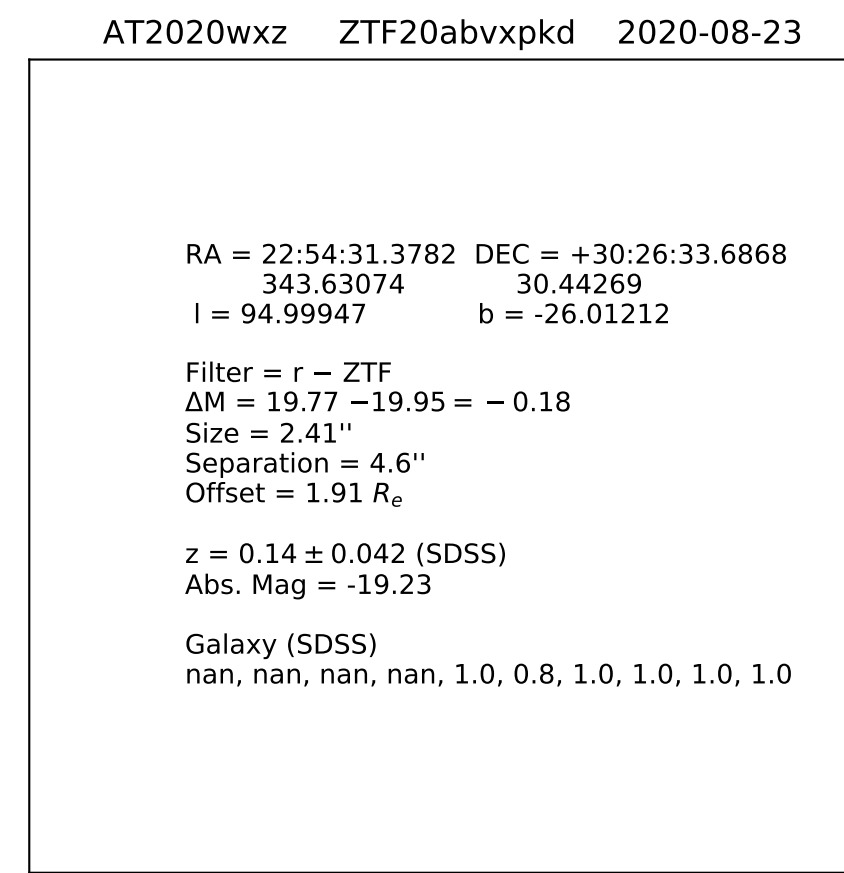 AT2020wxz ZTF20abvxpkd 2020-08-23
RA = 22:54:31.3782 DEC = +30:26:33.6868
343.63074 30.44269
l = 94.99947 b = -26.01212
Filter = r − ZTF
ΔM = 19.77 −19.95 = − 0.18
Size = 2.41''
Separation = 4.6''
Offset = 1.91 Rₑ
z = 0.14 ± 0.042 (SDSS)
Abs. Mag = -19.23
Galaxy (SDSS)
nan, nan, nan, nan, 1.0, 0.8, 1.0, 1.0, 1.0, 1.0